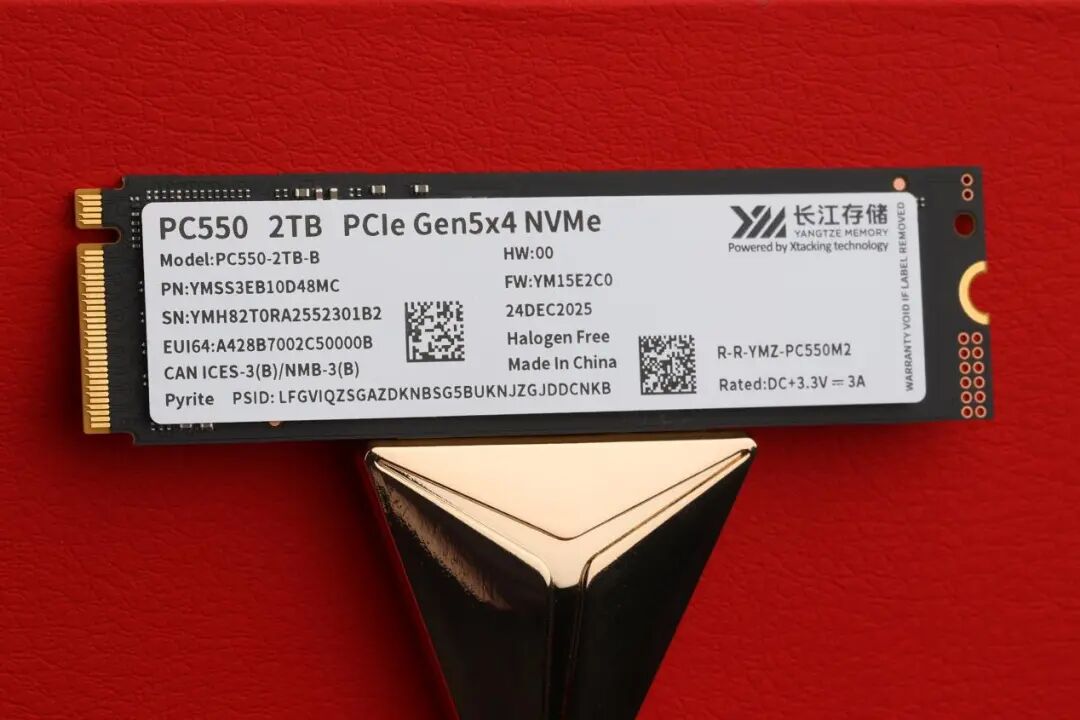 PC550 2TB PCIe Gen5x4 NVMe
Model:PC550-2TB-B
PN:YMSS3EB10D48MC
SN:YMH82T0RA2552301B2
EUI64:A428B7002C50000B
CAN ICES-3(B)/NMB-3(B)
Pyrite PSID: LFGVIQZSGAZDKNBSG5BUKNJZGJDDCNKB
HW:00
FW:YM15E2C0
24DEC2025
Halogen Free
Made In China
长江存储
YANGTZE MEMORY
Powered by Xtacking technology
R-R-YMZ-PC550M2
Rated:DC+3.3V⎓3A
WARRANTY VOID IF LABEL REMOVED